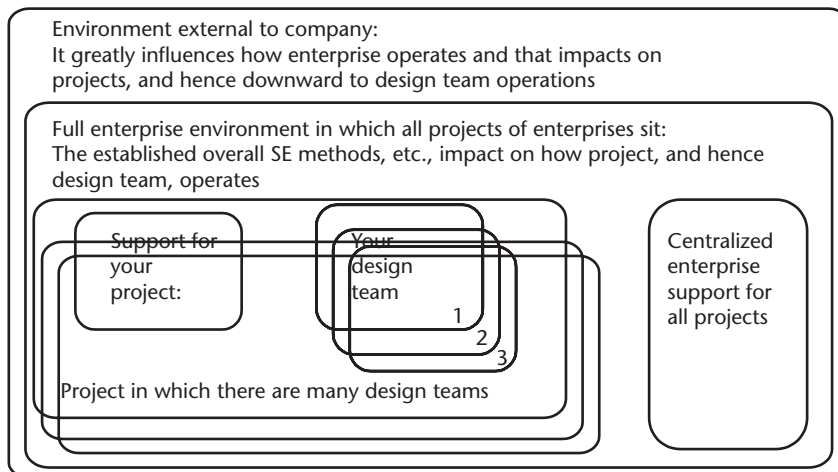 Environment external to company:
It greatly influences how enterprise operates and that impacts on
projects, and hence downward to design team operations
Full enterprise environment in which all projects of enterprises sit:
The established overall SE methods, etc., impact on how project, and hence
design team, operates
Support for
your
project:
Your
design
team
1
2
3
Centralized
enterprise
support for
all projects
Project in which there are many design teams